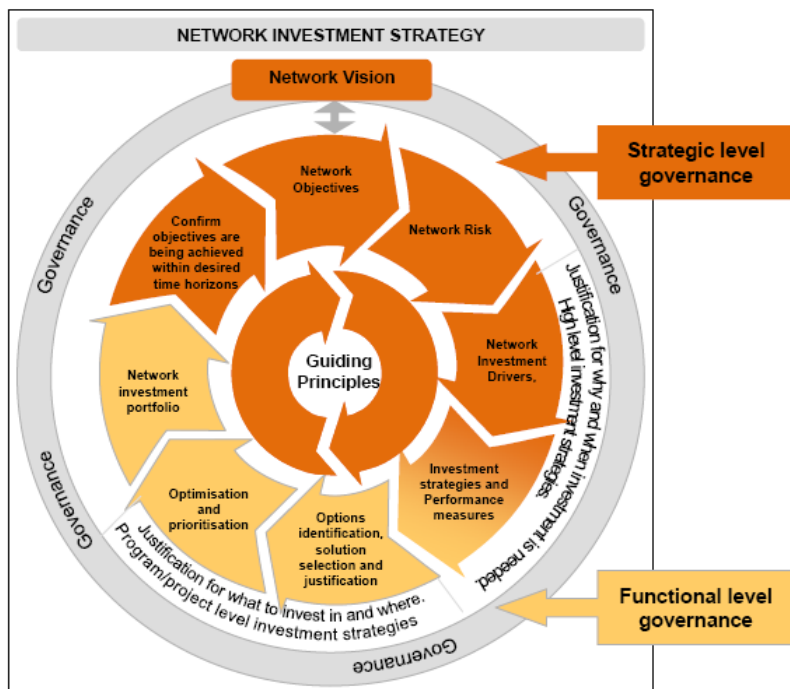 NETWORK INVESTMENT STRATEGY
Network Vision
Strategic level
governance
Governance
Governance
Network
Objectives
Network Risk
Confirm
objectives are
being achieved
within desired
time horizons
Network
Investment
Drivers,
Justification for why and when investment is needed.
High level investment strategies
Guiding
Principles
Network
investment
portfolio
Investment
strategies and
Performance
measures
Optimisation
and
prioritisation
Options
identification,
solution
selection and
justification
Justification for what to invest in and where.
Program/project level investment strategies
Governance
Governance
Functional level
governance